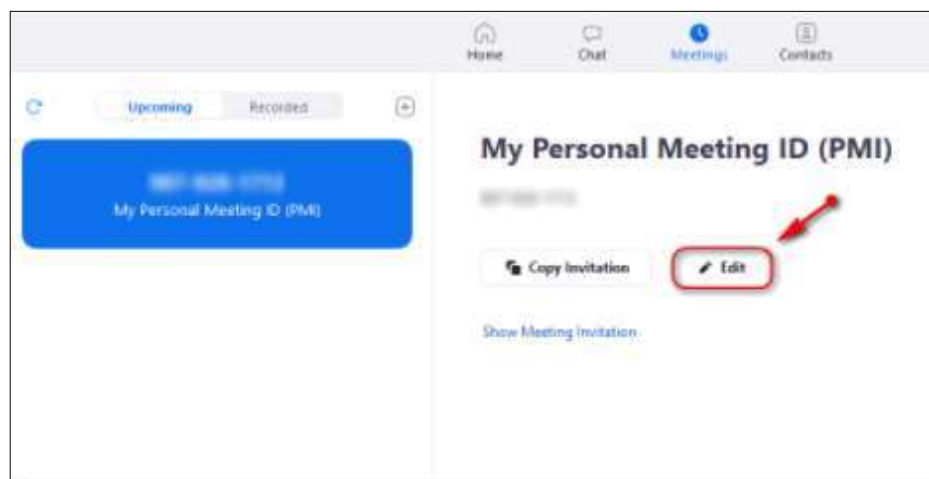 Home Chat Meetings Contacts
Upcoming Recorded
My Personal Meeting ID (PMI)
My Personal Meeting ID (PMI)
Copy Invitation Edit
Show Meeting Invitation